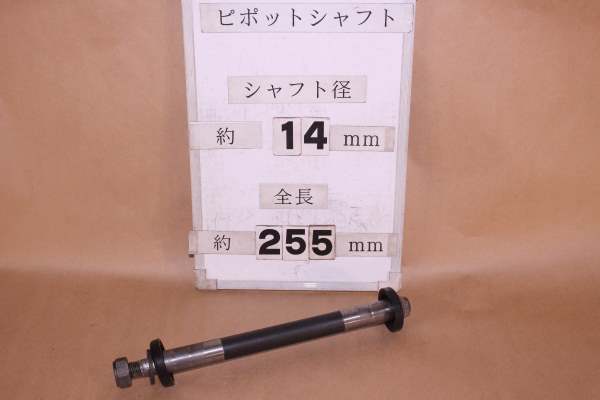 ピポットシャフト
シャフト径
約 14 mm
全長
約 255 mm